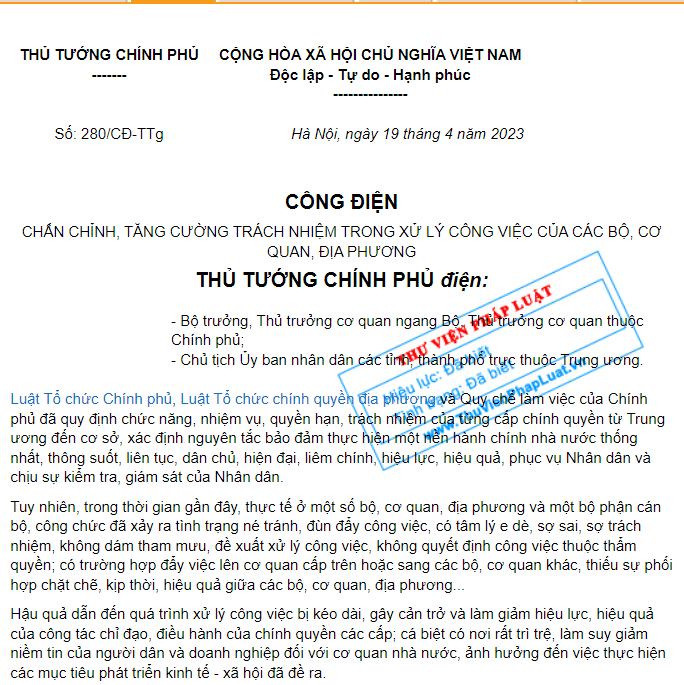 THỦ TƯỚNG CHÍNH PHỦ
-------
CỘNG HÒA XÃ HỘI CHỦ NGHĨA VIỆT NAM
Độc lập - Tự do - Hạnh phúc
---------------
Số: 280/CĐ-TTg
Hà Nội, ngày 19 tháng 4 năm 2023
CÔNG ĐIỆN
CHẤN CHỈNH, TĂNG CƯỜNG TRÁCH NHIỆM TRONG XỬ LÝ CÔNG VIỆC CỦA CÁC BỘ, CƠ
QUAN, ĐỊA PHƯƠNG
THỦ TƯỚNG CHÍNH PHỦ điện:
- Bộ trưởng, Thủ trưởng cơ quan ngang Bộ, Thủ trưởng cơ quan thuộc
Chính phủ;
- Chủ tịch Ủy ban nhân dân các tỉnh, thành phố trực thuộc Trung ương.
THƯ VIỆN PHÁP LUẬT
Hiệu lực: Đã biết
Tình trạng: Đã biết
www.ThuVienPhapLuat.vn
Luật Tổ chức Chính phủ, Luật Tổ chức chính quyền địa phương và Quy chế làm việc của Chính
phủ đã quy định chức năng, nhiệm vụ, quyền hạn, trách nhiệm của từng cấp chính quyền từ Trung
ương đến cơ sở, xác định nguyên tắc bảo đảm thực hiện một nền hành chính nhà nước thống
nhất, thông suốt, liên tục, dân chủ, hiện đại, liêm chính, hiệu lực, hiệu quả, phục vụ Nhân dân và
chịu sự kiểm tra, giám sát của Nhân dân.
Tuy nhiên, trong thời gian gần đây, thực tế ở một số bộ, cơ quan, địa phương và một bộ phận cán
bộ, công chức đã xảy ra tình trạng né tránh, đùn đẩy công việc, có tâm lý e dè, sợ sai, sợ trách
nhiệm, không dám tham mưu, đề xuất xử lý công việc, không quyết định công việc thuộc thẩm
quyền; có trường hợp đẩy việc lên cơ quan cấp trên hoặc sang các bộ, cơ quan khác, thiếu sự phối
hợp chặt chẽ, kịp thời, hiệu quả giữa các bộ, cơ quan, địa phương...
Hậu quả dẫn đến quá trình xử lý công việc bị kéo dài, gây cản trở và làm giảm hiệu lực, hiệu quả
của công tác chỉ đạo, điều hành của chính quyền các cấp; cá biệt có nơi rất trì trệ, làm suy giảm
niềm tin của người dân và doanh nghiệp đối với cơ quan nhà nước, ảnh hưởng đến việc thực hiện
các mục tiêu phát triển kinh tế - xã hội đã đề ra.